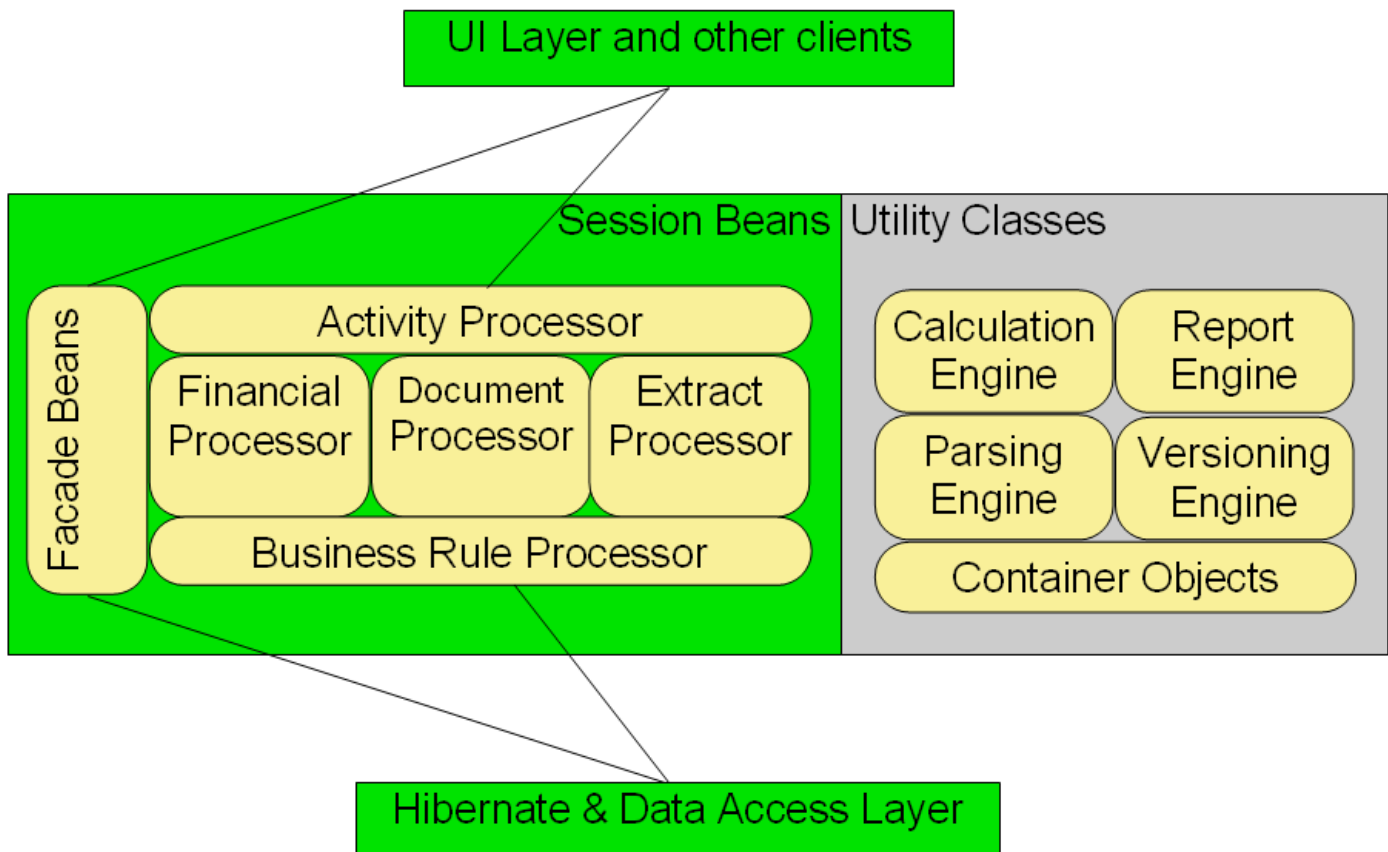 UI Layer and other clients
Session Beans
Utility Classes
Facade Beans
Activity Processor
Financial
Processor
Document
Processor
Extract
Processor
Business Rule Processor
Calculation
Engine
Report
Engine
Parsing
Engine
Versioning
Engine
Container Objects
Hibernate & Data Access Layer